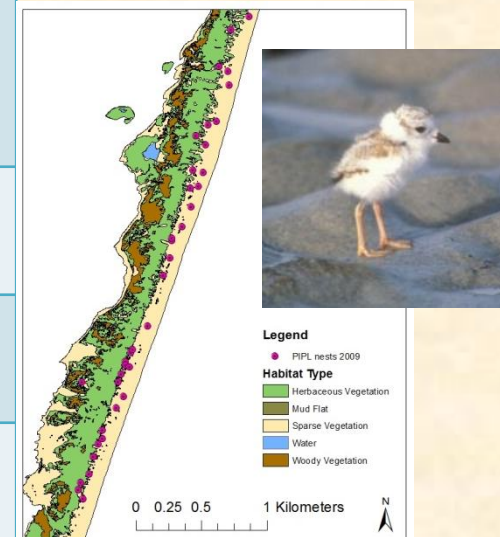 Legend
PIPL nests 2009
Habitat Type
Herbaceous Vegetation
Mud Flat
Sparse Vegetation
Water
Woody Vegetation
0 0.25 0.5 1 Kilometers
N